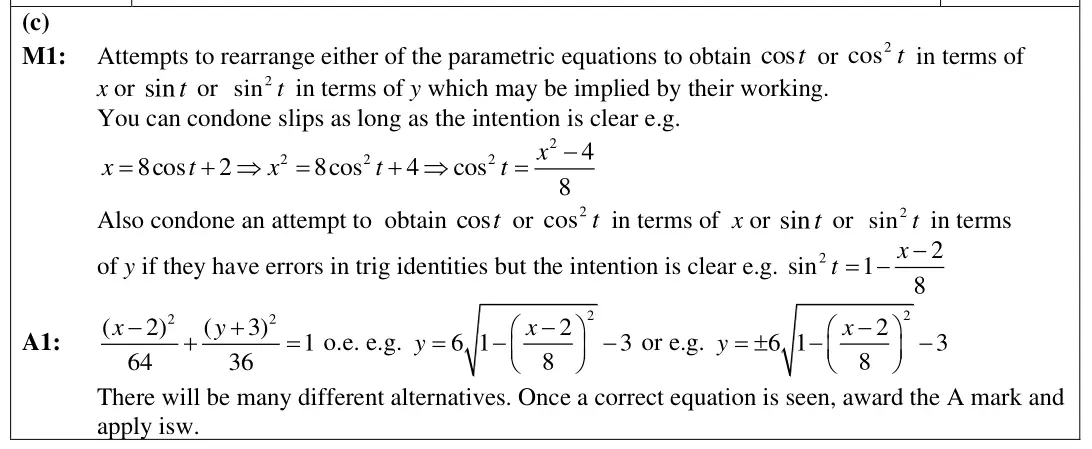 (c)
M1: Attempts to rearrange either of the parametric equations to obtain cos t or cos² t in terms of
x or sin t or sin² t in terms of y which may be implied by their working.
You can condone slips as long as the intention is clear e.g.
x = 8cos t + 2 ⇒ x² = 8cos² t + 4 ⇒ cos² t = (x² − 4)/8
Also condone an attempt to obtain cos t or cos² t in terms of x or sin t or sin² t in terms
of y if they have errors in trig identities but the intention is clear e.g. sin² t = 1 − (x − 2)/8
A1: (x − 2)²/64 + (y + 3)²/36 = 1 o.e. e.g. y = 6√(1 − ((x − 2)/8)²) − 3 or e.g. y = ±6√(1 − ((x − 2)/8)²) − 3
There will be many different alternatives. Once a correct equation is seen, award the A mark and
apply isw.